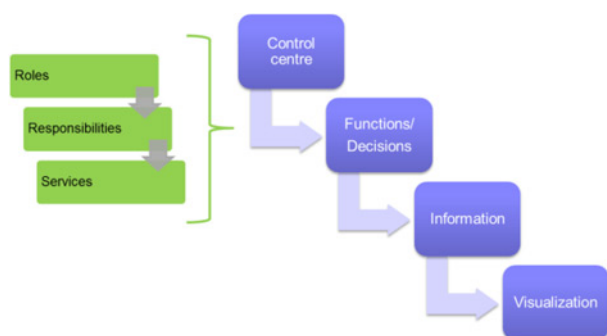 Roles
Responsibilities
Services
Control
centre
Functions/
Decisions
Information
Visualization